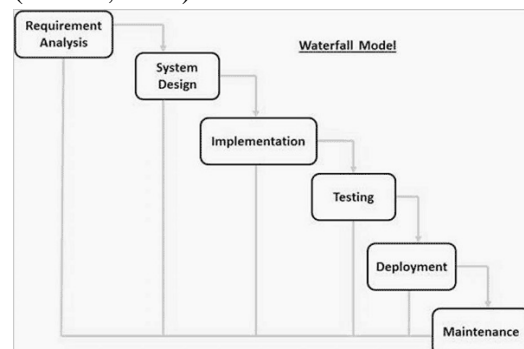 Requirement
Analysis
Waterfall Model
System
Design
Implementation
Testing
Deployment
Maintenance